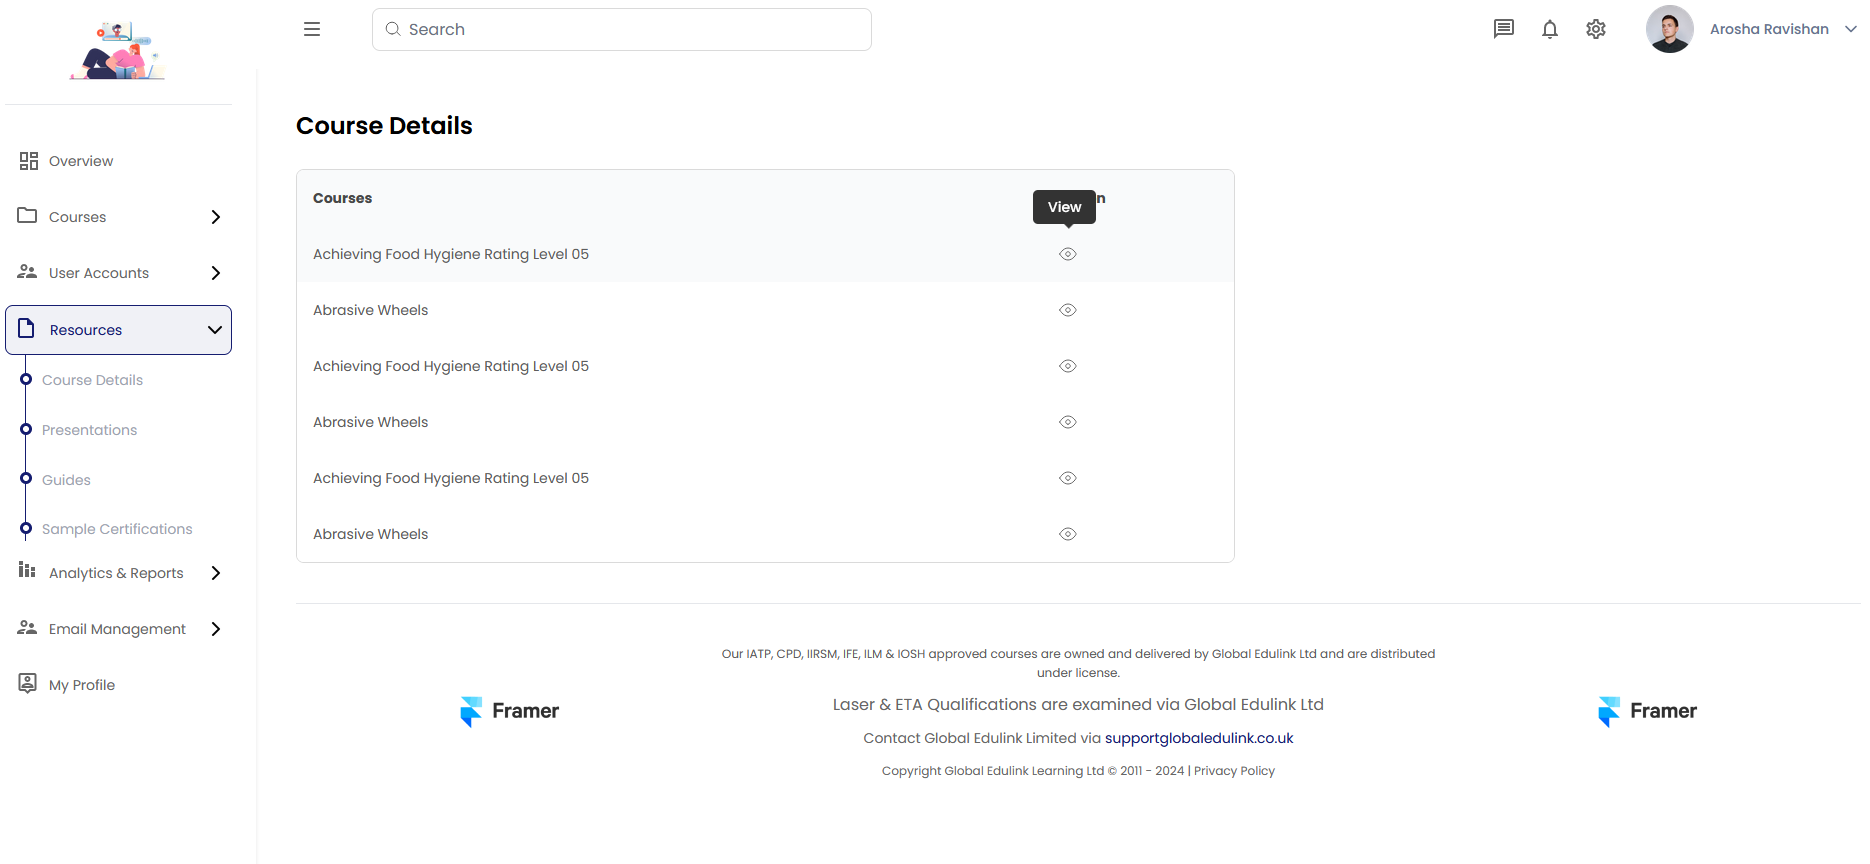 Search
Arosha Ravishan
Overview
Courses
User Accounts
Resources
Course Details
Presentations
Guides
Sample Certifications
Analytics & Reports
Email Management
My Profile
Course Details
Courses
View
Achieving Food Hygiene Rating Level 05
Abrasive Wheels
Achieving Food Hygiene Rating Level 05
Abrasive Wheels
Achieving Food Hygiene Rating Level 05
Abrasive Wheels
Framer
Our IATP, CPD, IIRSM, IFE, ILM & IOSH approved courses are owned and delivered by Global Edulink Ltd and are distributed
under license.
Laser & ETA Qualifications are examined via Global Edulink Ltd
Contact Global Edulink Limited via supportglobaledulink.co.uk
Copyright Global Edulink Learning Ltd © 2011 - 2024 | Privacy Policy
Framer